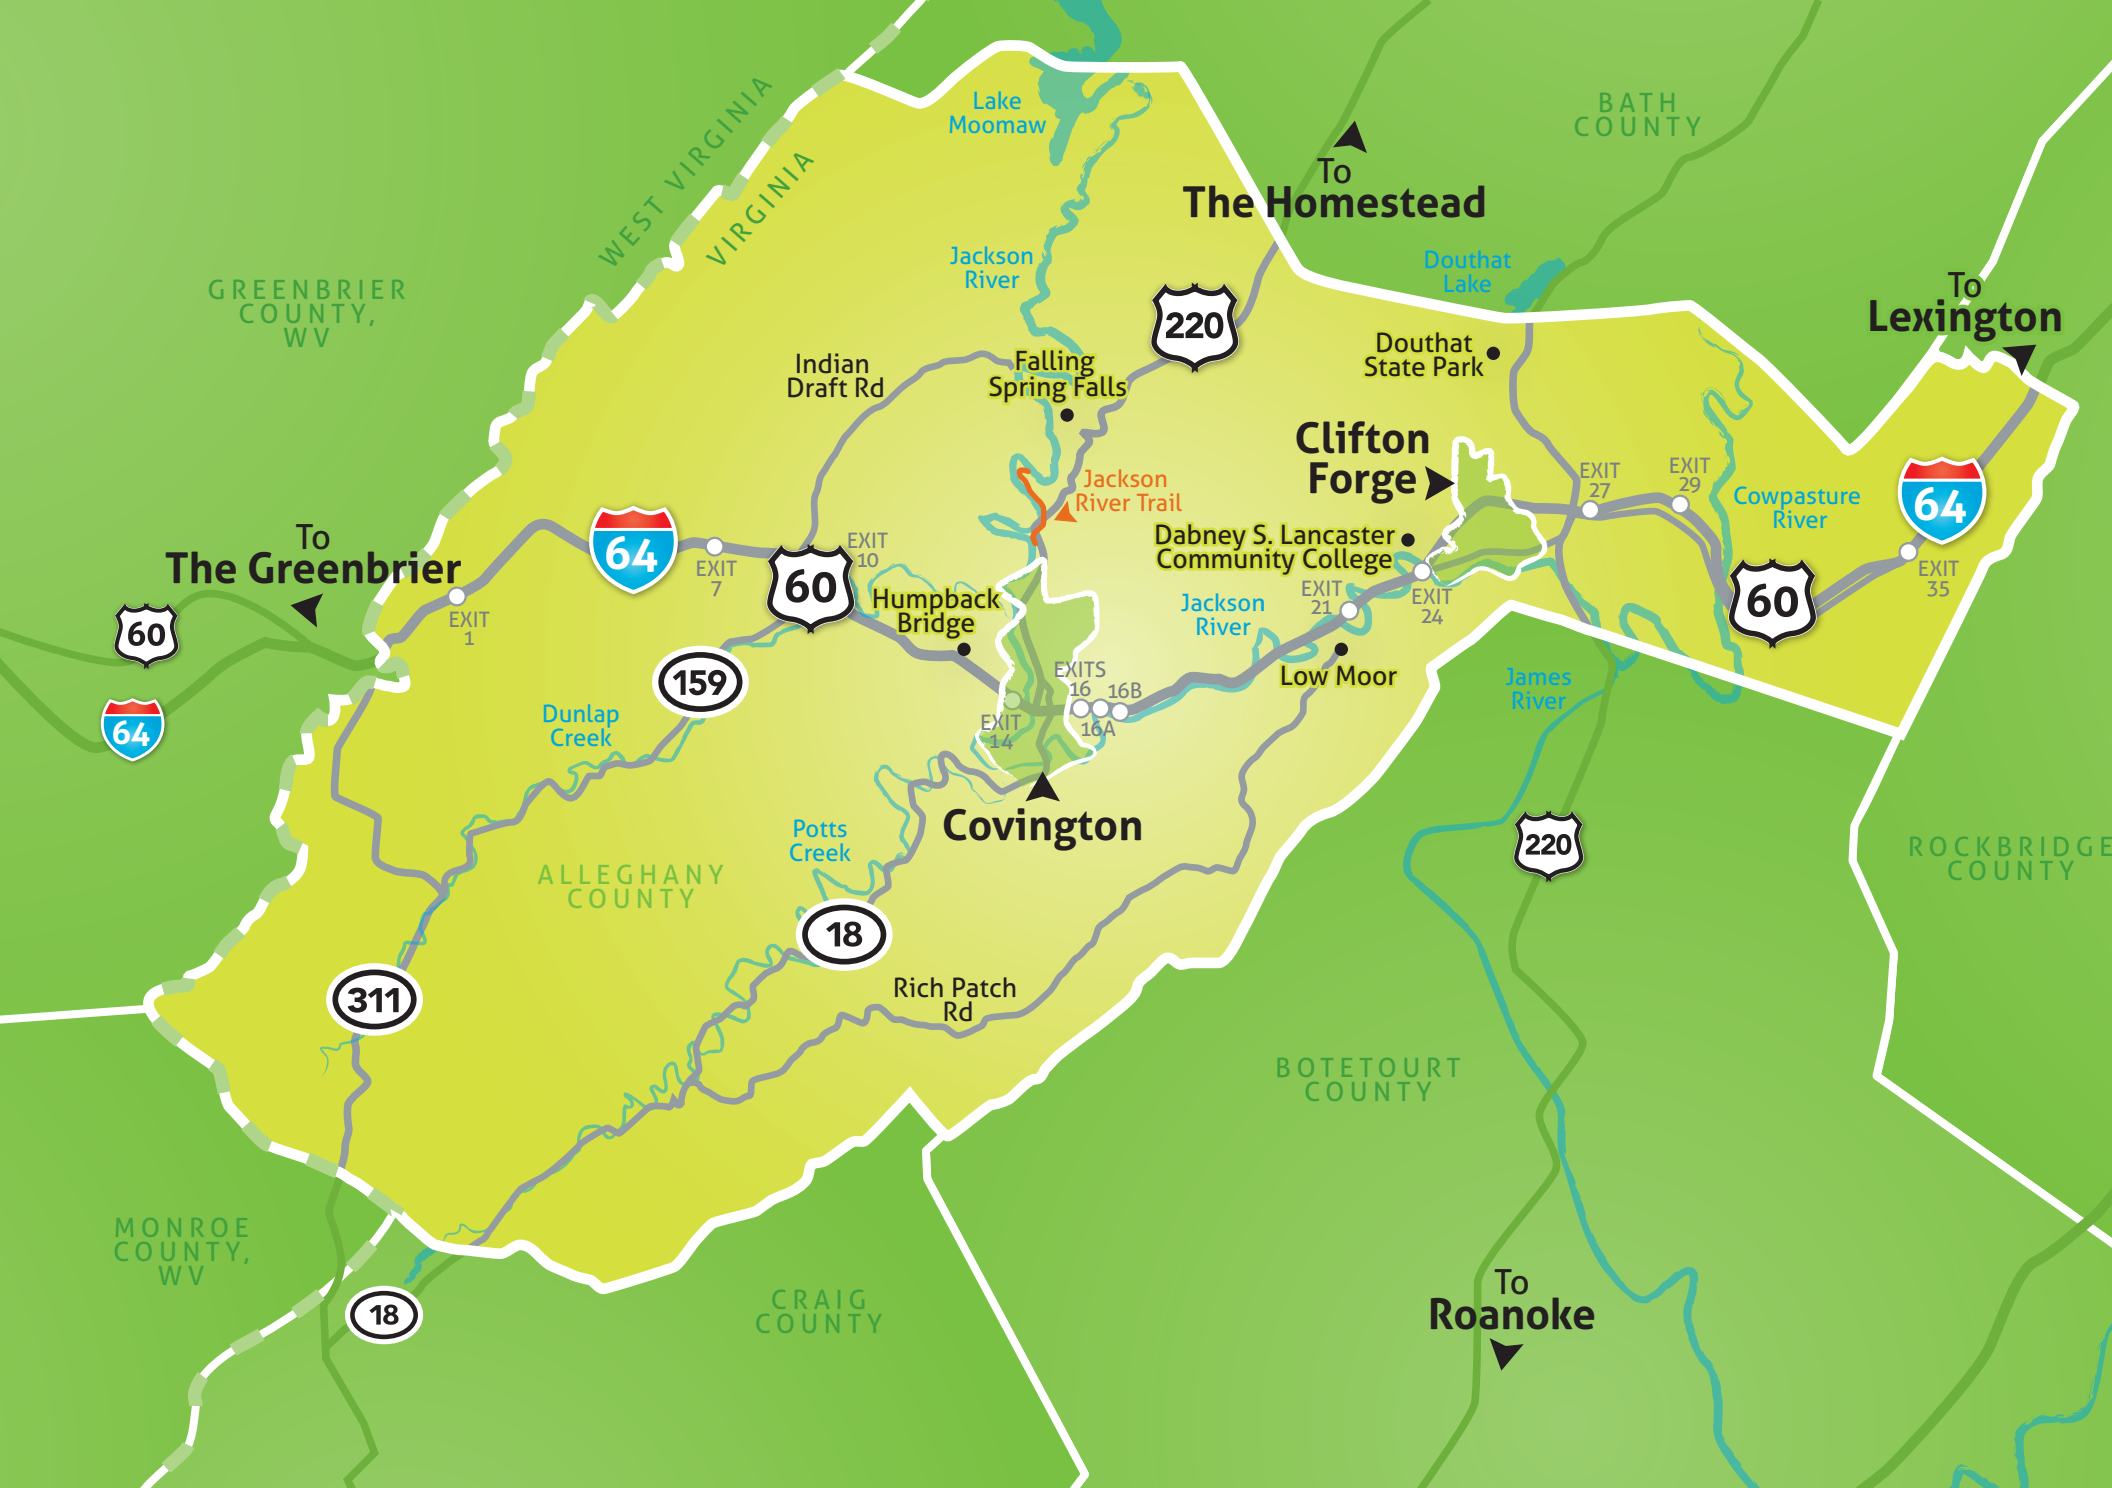 Lake
Moomaw
BATH
COUNTY
WEST VIRGINIA
VIRGINIA
To
The Homestead
Jackson
River
Douthat
Lake
GREENBRIER
COUNTY,
WV
To
Lexington
220
Douthat
State Park
Indian
Draft Rd
Falling
Spring Falls
Clifton
Forge
Jackson
River Trail
EXIT
27
EXIT
29
Cowpasture
River
64
To
The Greenbrier
64
EXIT
7
EXIT
10
60
Dabney S. Lancaster
Community College
EXIT
1
60
Humpback
Bridge
Jackson
River
EXIT
21
EXIT
24
60
EXIT
35
159
EXITS
16
16B
16A
Low Moor
James
River
64
Dunlap
Creek
EXIT
14
Covington
Potts
Creek
220
ROCKBRIDGE
COUNTY
ALLEGHANY
COUNTY
18
311
Rich Patch
Rd
BOTETOURT
COUNTY
MONROE
COUNTY,
WV
18
CRAIG
COUNTY
To
Roanoke